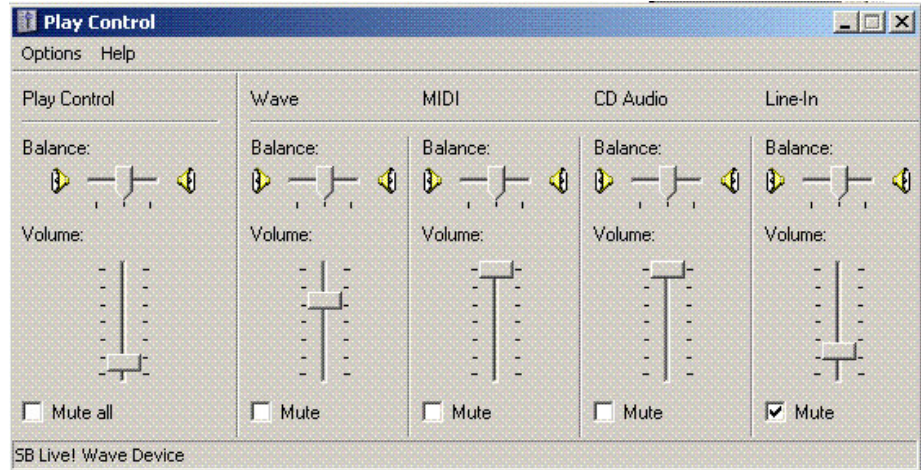 Play Control
Options Help
Play Control Wave MIDI CD Audio Line-In
Balance: Balance: Balance: Balance: Balance:
Volume: Volume: Volume: Volume: Volume:
Mute all Mute Mute Mute Mute
SB Live! Wave Device